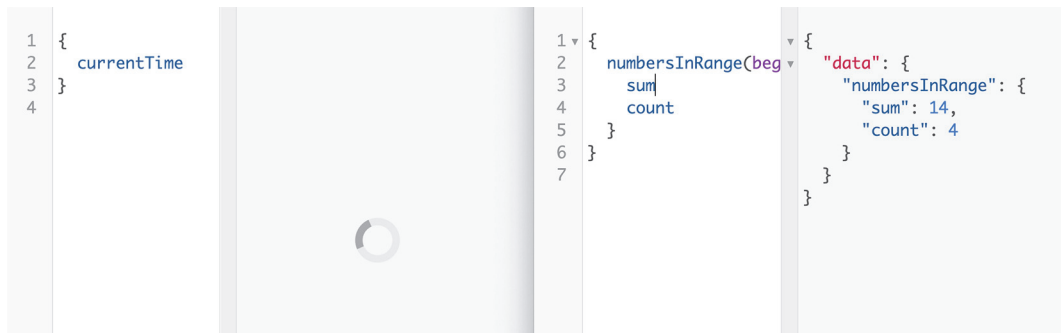 1 {
2 currentTime
3 }
4
1 {
2 numbersInRange(beg
3 sum
4 count
5 }
6 }
7
{
"data": {
"numbersInRange": {
"sum": 14,
"count": 4
}
}
}